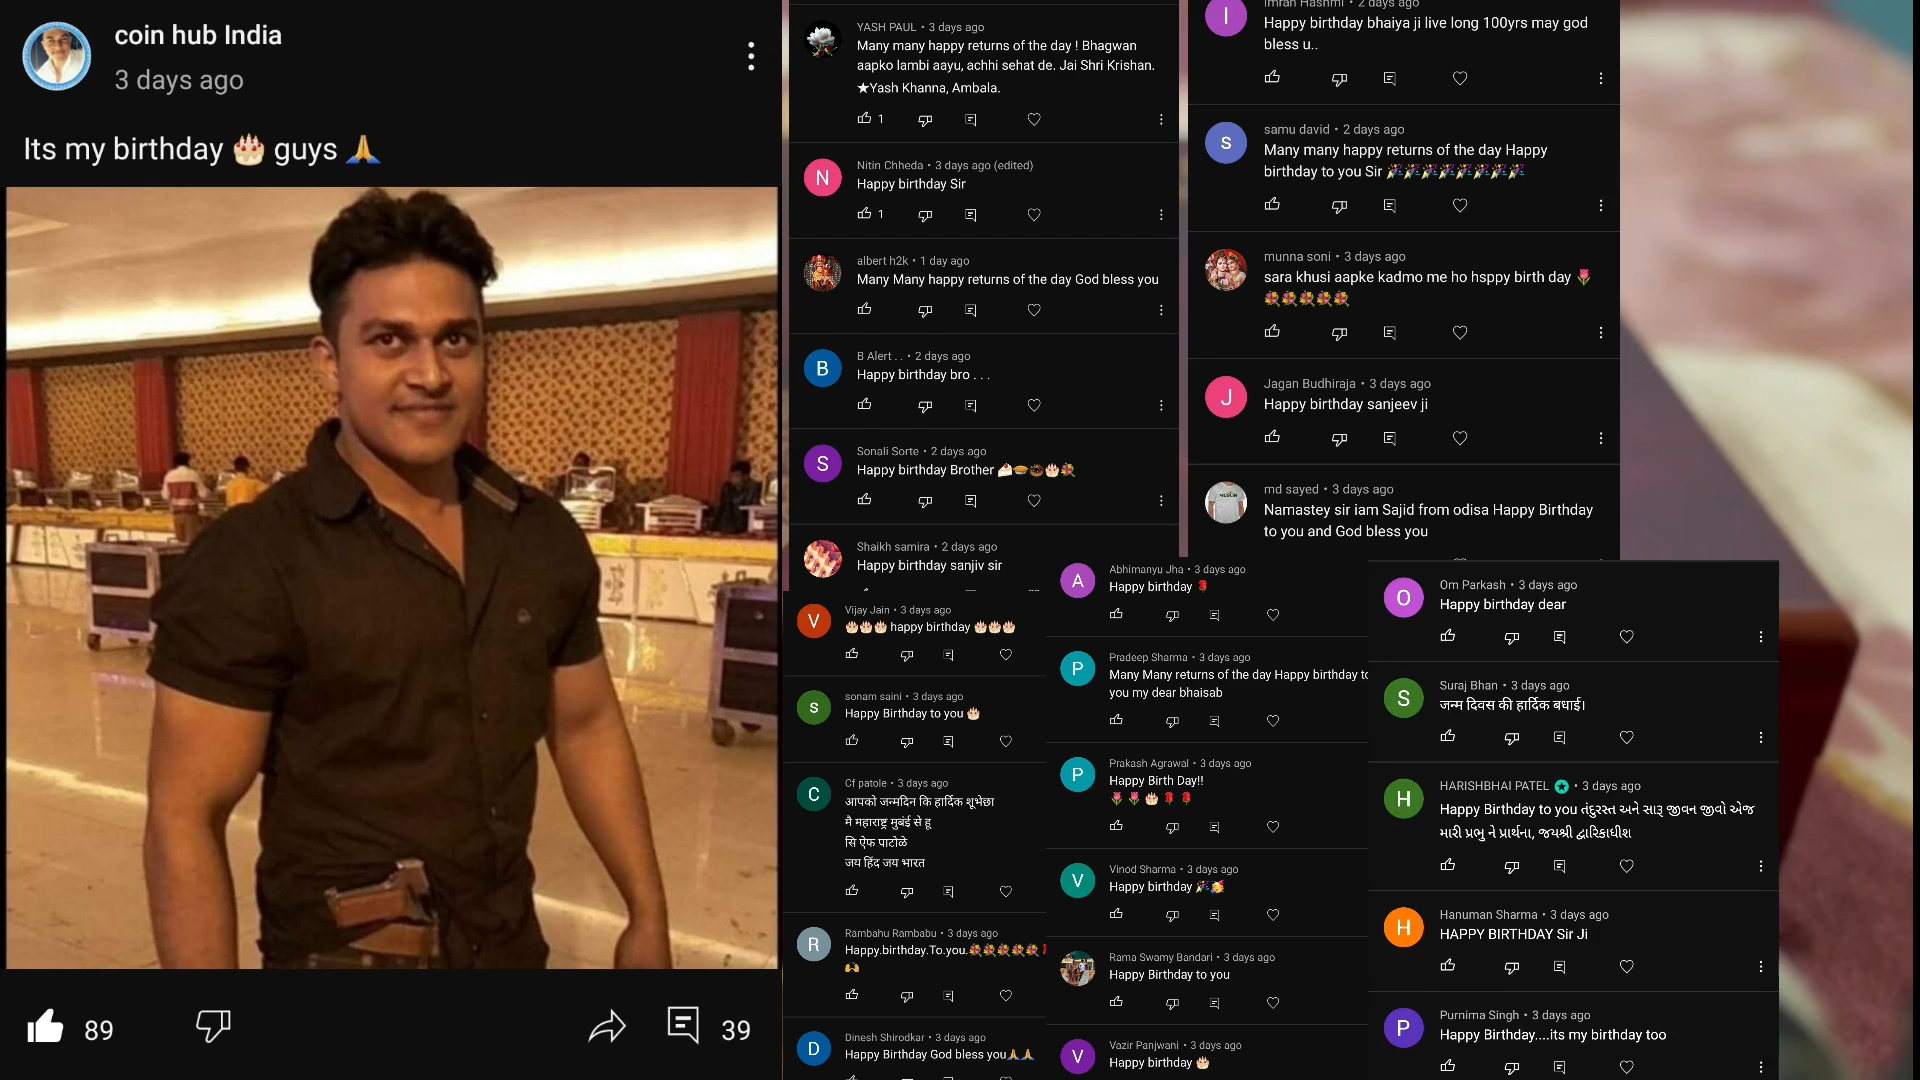 coin hub India
3 days ago
Its my birthday 🎂 guys 🙏
89
39
YASH PAUL • 3 days ago
Many many happy returns of the day ! Bhagwan
aapko lambi aayu, achhi sehat de. Jai Shri Krishan.
★Yash Khanna, Ambala.
1
Nitin Chheda • 3 days ago (edited)
Happy birthday Sir
1
albert h2k • 1 day ago
Many Many happy returns of the day God bless you
B Alert . . • 2 days ago
Happy birthday bro . . .
Sonali Sorte • 2 days ago
Happy birthday Brother 🍰🥧🍩🎂💐
Shaikh samira • 2 days ago
Happy birthday sanjiv sir
Imran Hashmi • 2 days ago
Happy birthday bhaiya ji live long 100yrs may god
bless u..
samu david • 2 days ago
Many many happy returns of the day Happy
birthday to you Sir 🎉🎉🎉🎉🎉🎉🎉🎉
munna soni • 3 days ago
sara khusi aapke kadmo me ho hsppy birth day 🌷
💐💐💐💐💐
Jagan Budhiraja • 3 days ago
Happy birthday sanjeev ji
md sayed • 3 days ago
Namastey sir iam Sajid from odisa Happy Birthday
to you and God bless you
Vijay Jain • 3 days ago
🎂🎂🎂 happy birthday 🎂🎂🎂
sonam saini • 3 days ago
Happy Birthday to you 🎂
Cf patole • 3 days ago
आपको जन्मदिन कि हार्दिक शूभेछा
मै महाराष्ट्र मुबंई से हू
सि ऐफ पाटोळे
जय हिंद जय भारत
Rambahu Rambabu • 3 days ago
Happy.birthday.To.you.💐💐💐💐💐
🙌
Dinesh Shirodkar • 3 days ago
Happy Birthday God bless you🙏🙏
Abhimanyu Jha • 3 days ago
Happy birthday 🌹
Pradeep Sharma • 3 days ago
Many Many returns of the day Happy birthday to
you my dear bhaisab
Prakash Agrawal • 3 days ago
Happy Birth Day!!
🌷🌷🎂🌹🌹
Vinod Sharma • 3 days ago
Happy birthday 🎉🥳
Rama Swamy Bandari • 3 days ago
Happy Birthday to you
Vazir Panjwani • 3 days ago
Happy birthday 🎂
Om Parkash • 3 days ago
Happy birthday dear
Suraj Bhan • 3 days ago
जन्म दिवस की हार्दिक बधाई।
HARISHBHAI PATEL • 3 days ago
Happy Birthday to you તંદુરસ્ત અને સારૂ જીવન જીવો એજ
મારી પ્રભુ ને પ્રાર્થના, જયશ્રી દ્વારિકાધીશ
Hanuman Sharma • 3 days ago
HAPPY BIRTHDAY Sir Ji
Purnima Singh • 3 days ago
Happy Birthday....its my birthday too